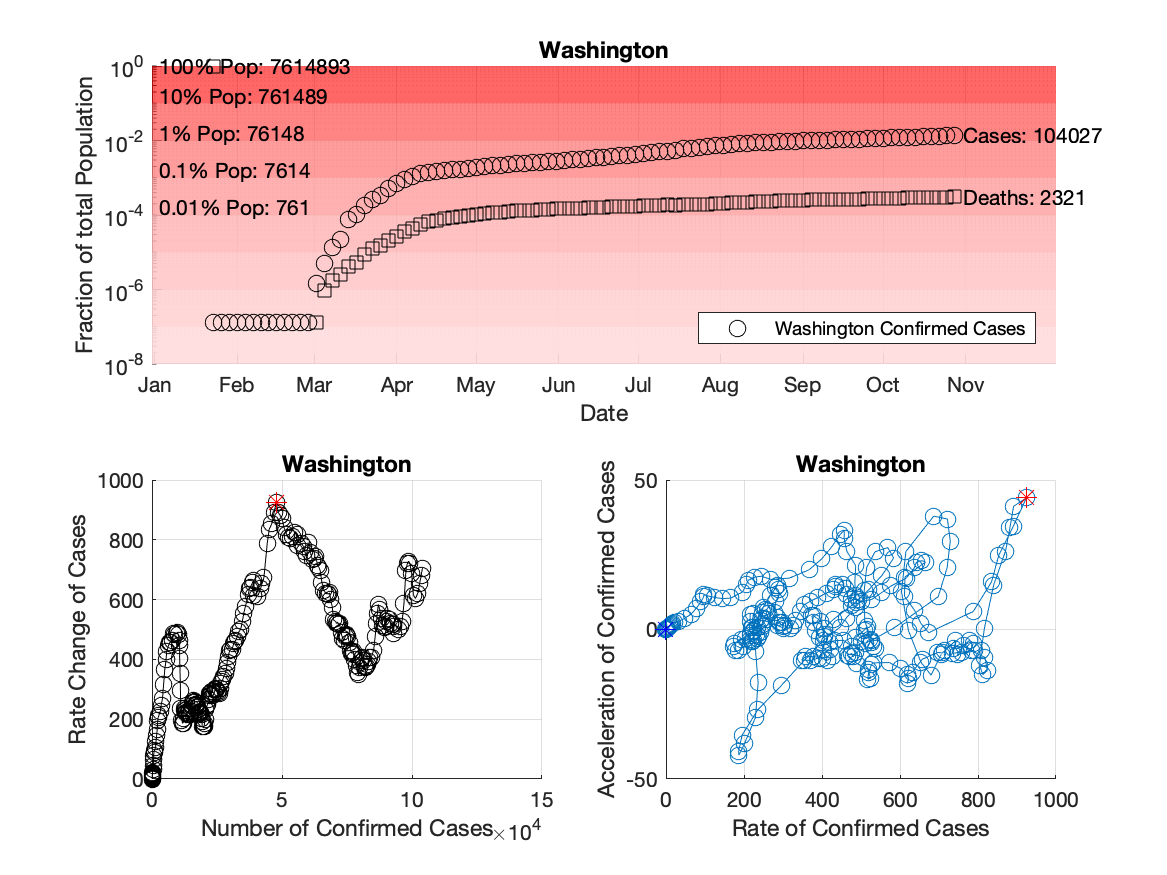 Washington
10^0
100% Pop: 7614893
10% Pop: 761489
10^-2
1% Pop: 76148
Cases: 104027
0.1% Pop: 7614
10^-4
0.01% Pop: 761
Deaths: 2321
10^-6
Washington Confirmed Cases
10^-8
Fraction of total Population
Jan Feb Mar Apr May Jun Jul Aug Sep Oct Nov
Date
Washington
1000
800
600
400
200
0
Rate Change of Cases
0 5 10 15
Number of Confirmed Cases ×10^4
Washington
50
0
-50
Acceleration of Confirmed Cases
0 200 400 600 800 1000
Rate of Confirmed Cases